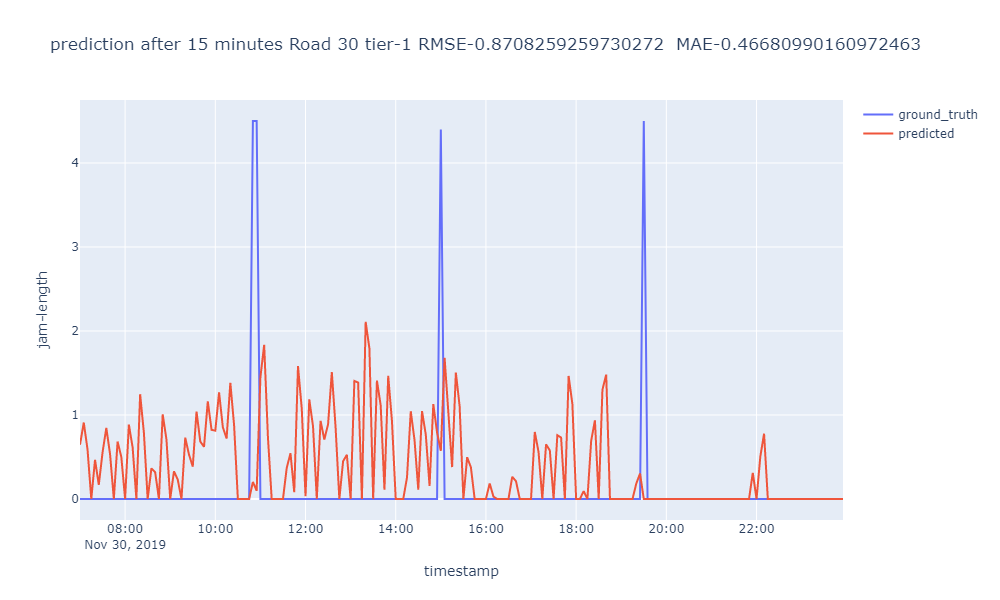 prediction after 15 minutes Road 30 tier-1 RMSE-0.8708259259730272  MAE-0.46680990160972463
ground_truth
predicted
4
3
2
1
0
jam-length
08:00 10:00 12:00 14:00 16:00 18:00 20:00 22:00
Nov 30, 2019
timestamp